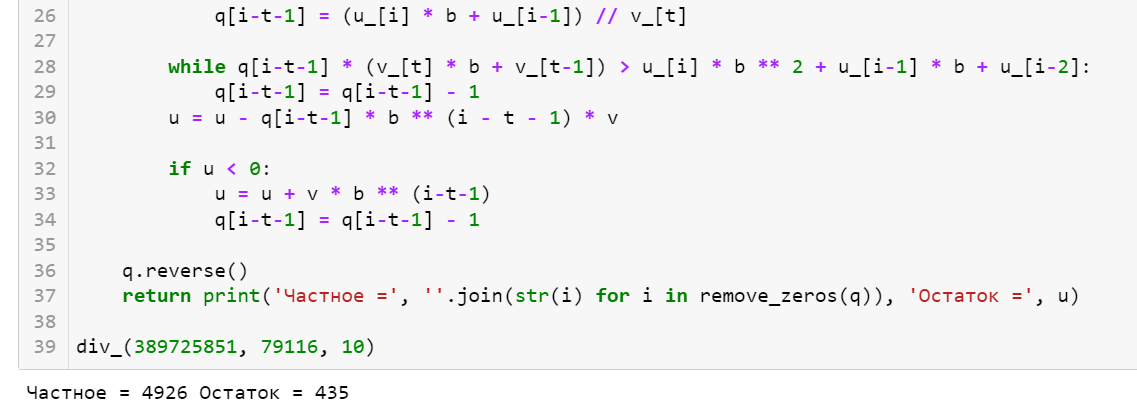 26             q[i-t-1] = (u_[i] * b + u_[i-1]) // v_[t]
27
28         while q[i-t-1] * (v_[t] * b + v_[t-1]) > u_[i] * b ** 2 + u_[i-1] * b + u_[i-2]:
29             q[i-t-1] = q[i-t-1] - 1
30         u = u - q[i-t-1] * b ** (i - t - 1) * v
31
32         if u < 0:
33             u = u + v * b ** (i-t-1)
34             q[i-t-1] = q[i-t-1] - 1
35
36     q.reverse()
37     return print('Частное =', ''.join(str(i) for i in remove_zeros(q)), 'Остаток =', u)
38
39 div_(389725851, 79116, 10)
Частное = 4926 Остаток = 435